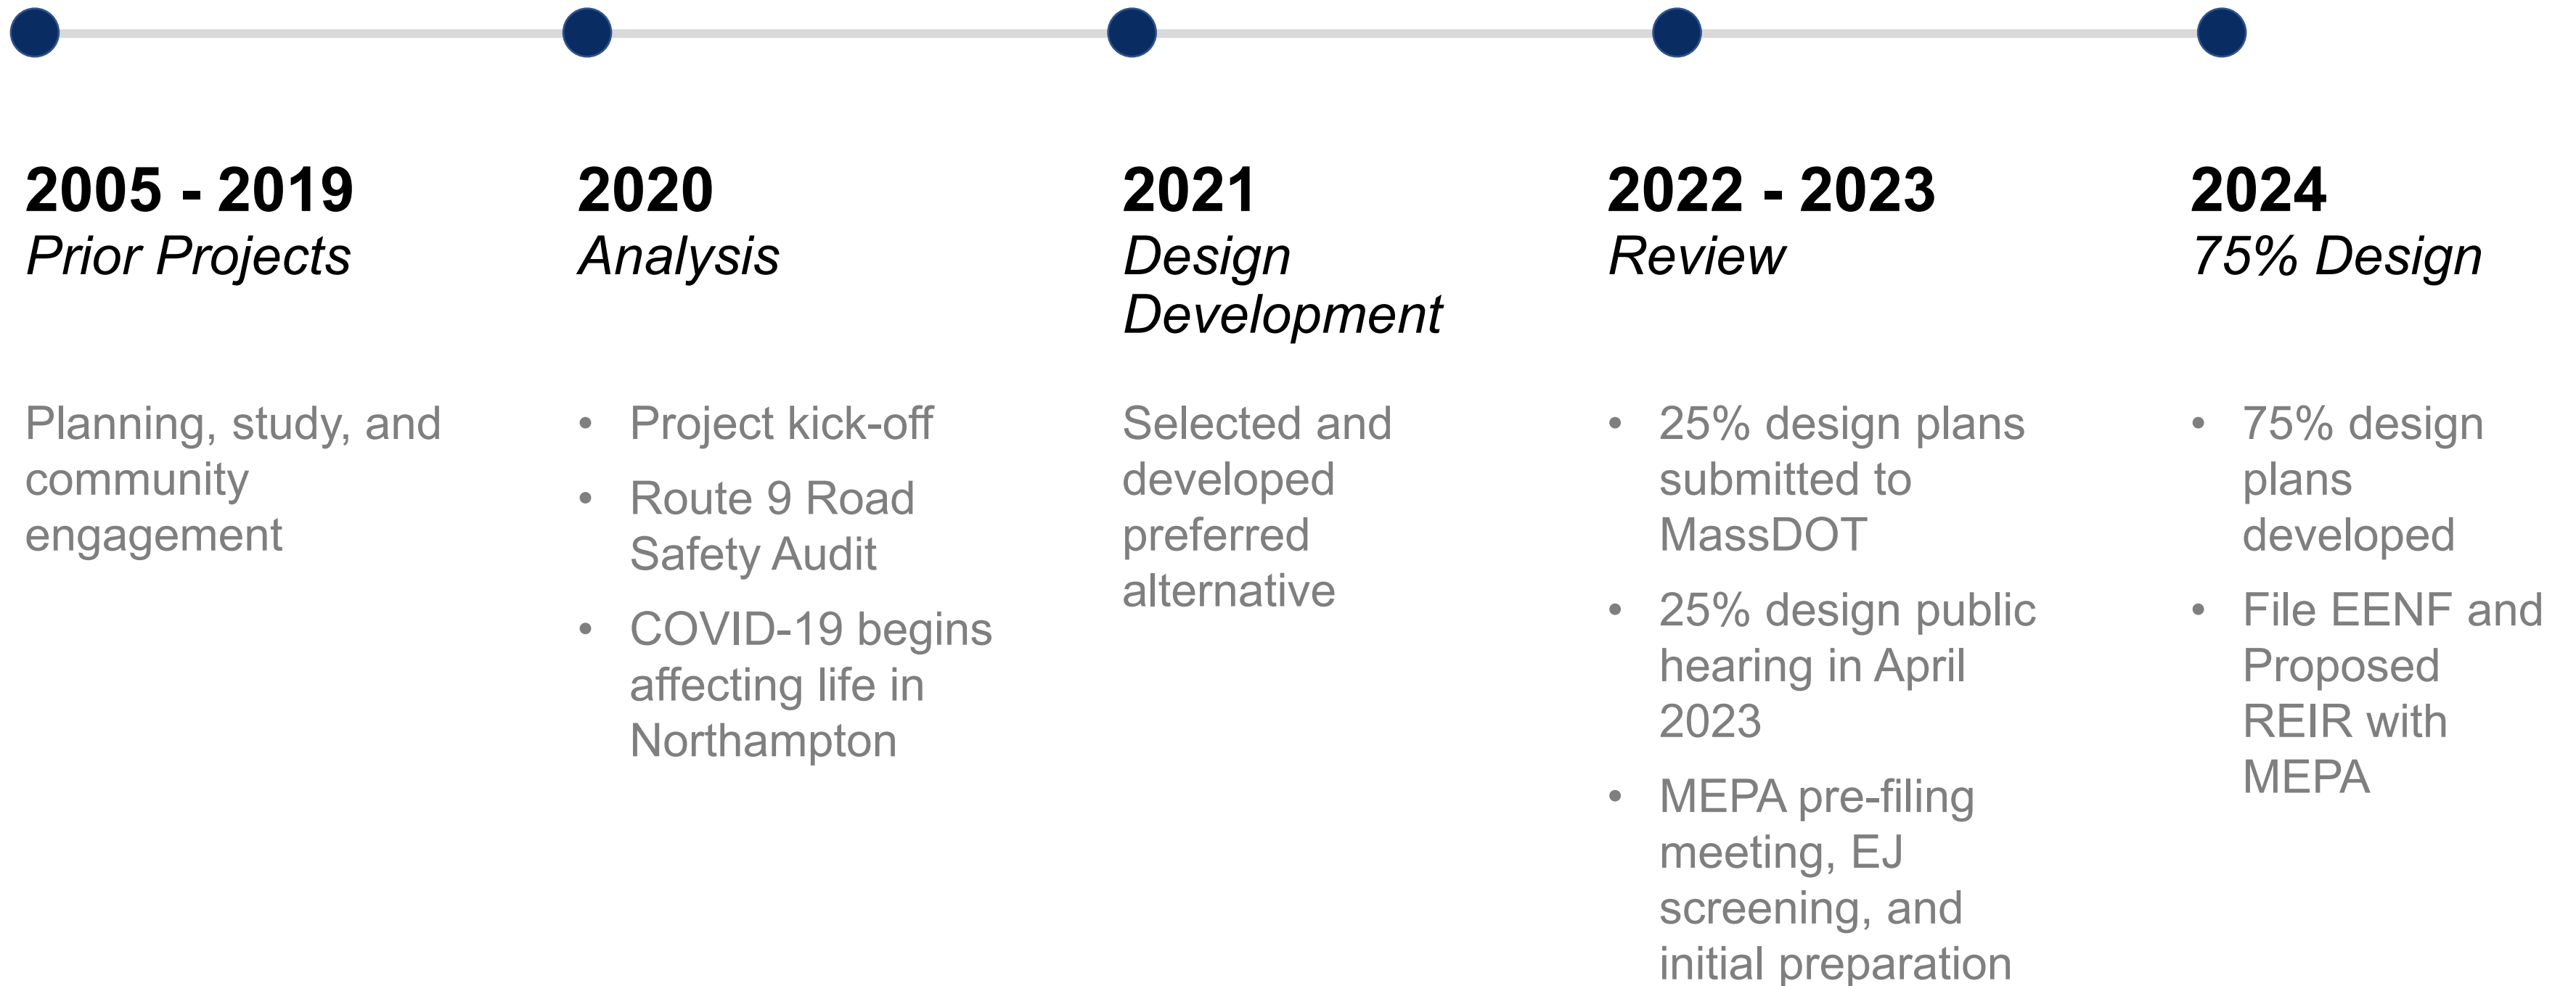 2005 - 2019
Prior Projects
Planning, study, and
community
engagement
2020
Analysis
• Project kick-off
• Route 9 Road
Safety Audit
• COVID-19 begins
affecting life in
Northampton
2021
Design
Development
Selected and
developed
preferred
alternative
2022 - 2023
Review
• 25% design plans
submitted to
MassDOT
• 25% design public
hearing in April
2023
• MEPA pre-filing
meeting, EJ
screening, and
initial preparation
2024
75% Design
• 75% design
plans
developed
• File EENF and
Proposed
REIR with
MEPA